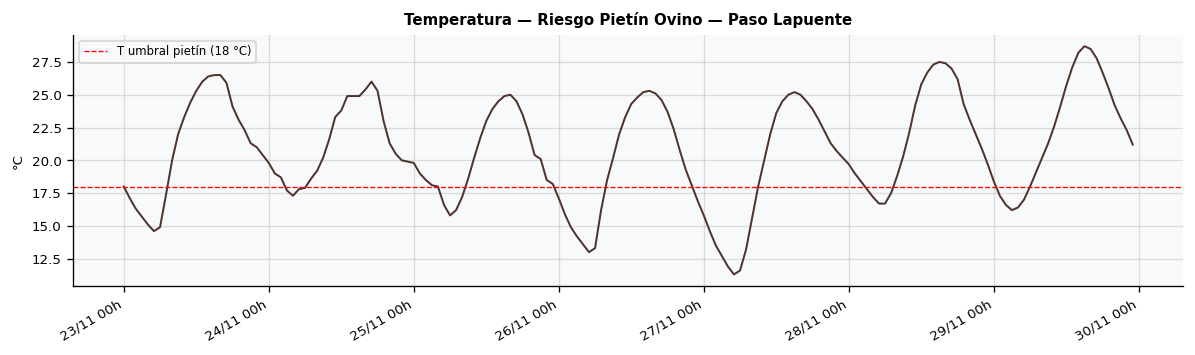 Temperatura — Riesgo Pietín Ovino — Paso Lapuente
T umbral pietín (18 °C)
°C
27.5
25.0
22.5
20.0
17.5
15.0
12.5
23/11 00h
24/11 00h
25/11 00h
26/11 00h
27/11 00h
28/11 00h
29/11 00h
30/11 00h